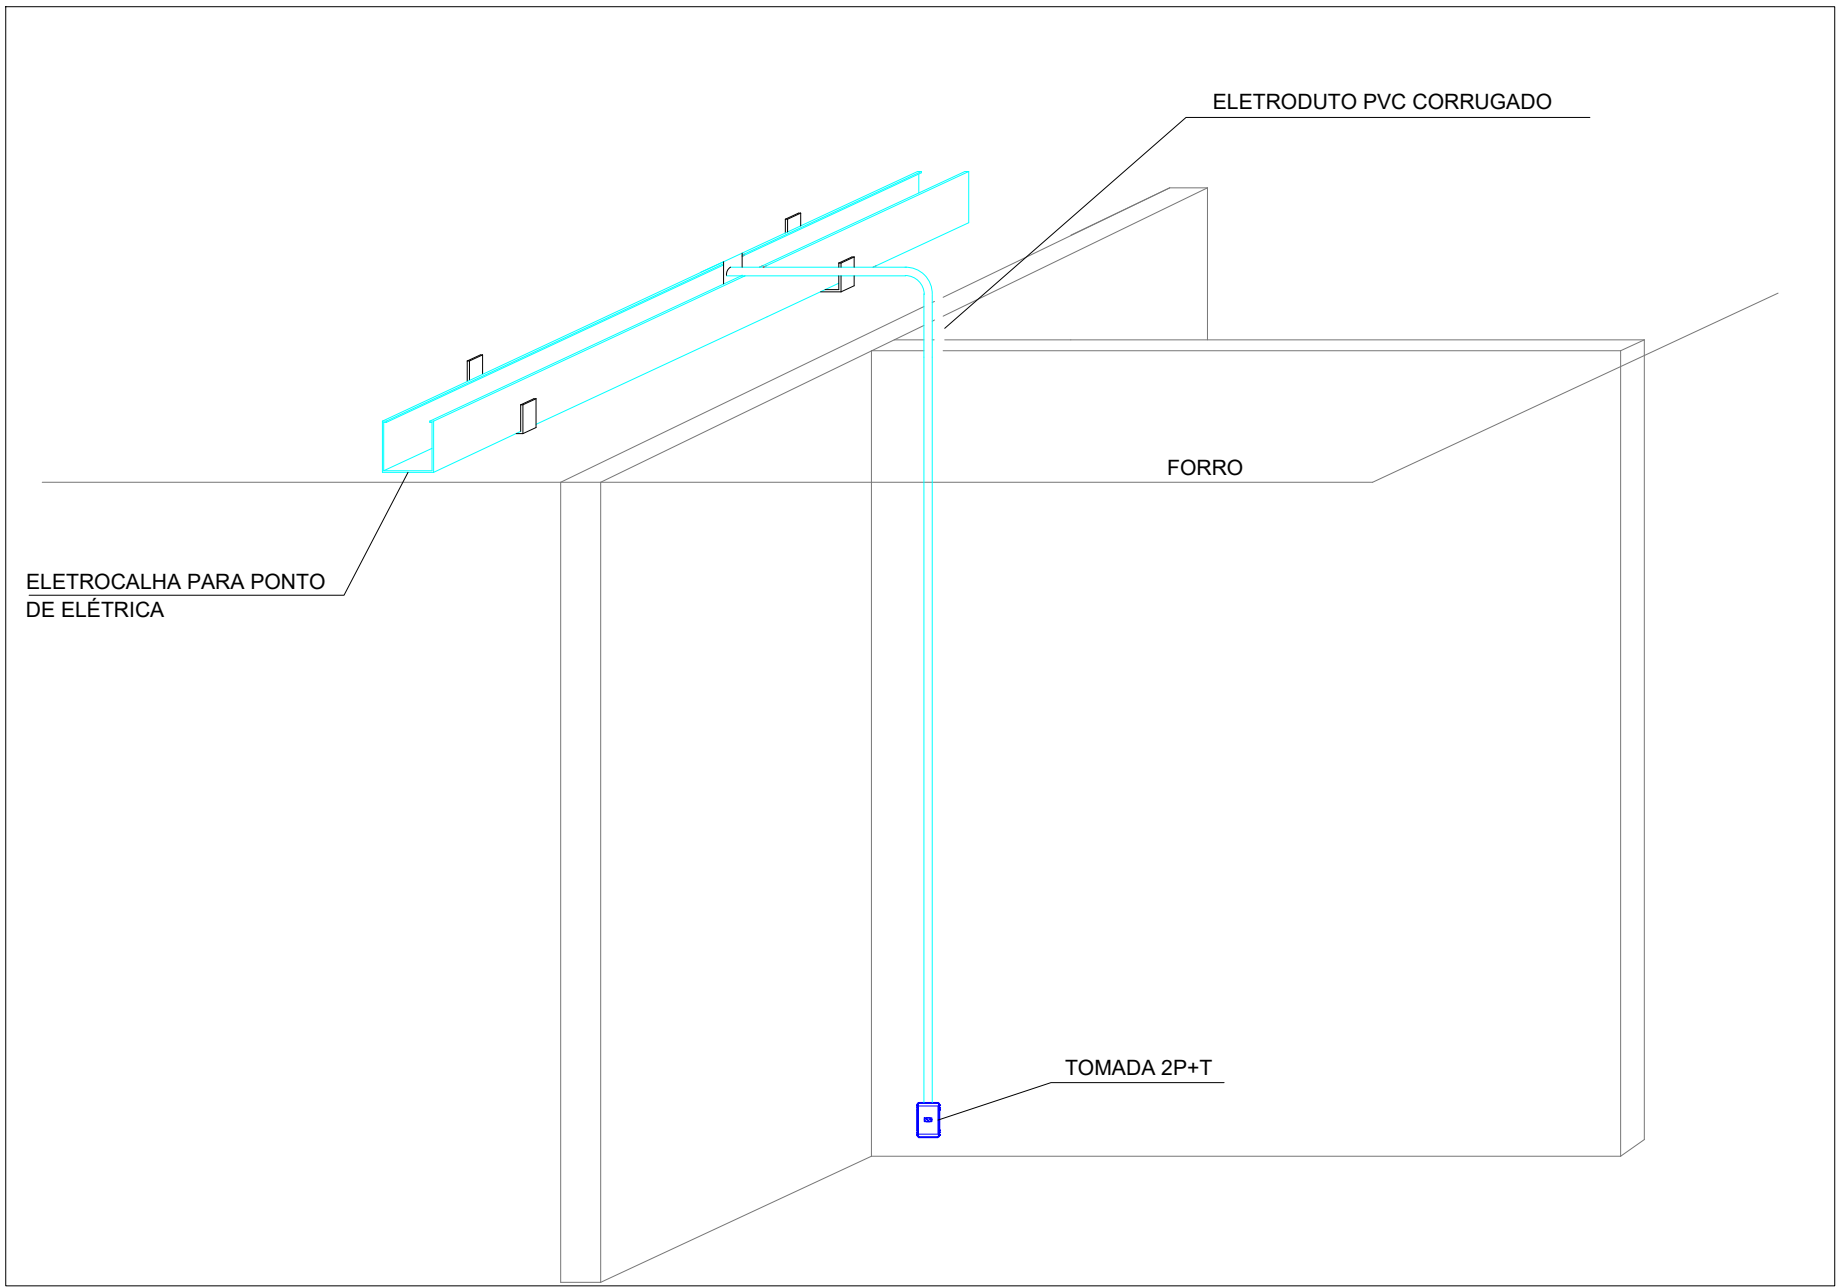 ELETRODUTO PVC CORRUGADO
FORRO
ELETROCALHA PARA PONTO
DE ELÉTRICA
TOMADA 2P+T